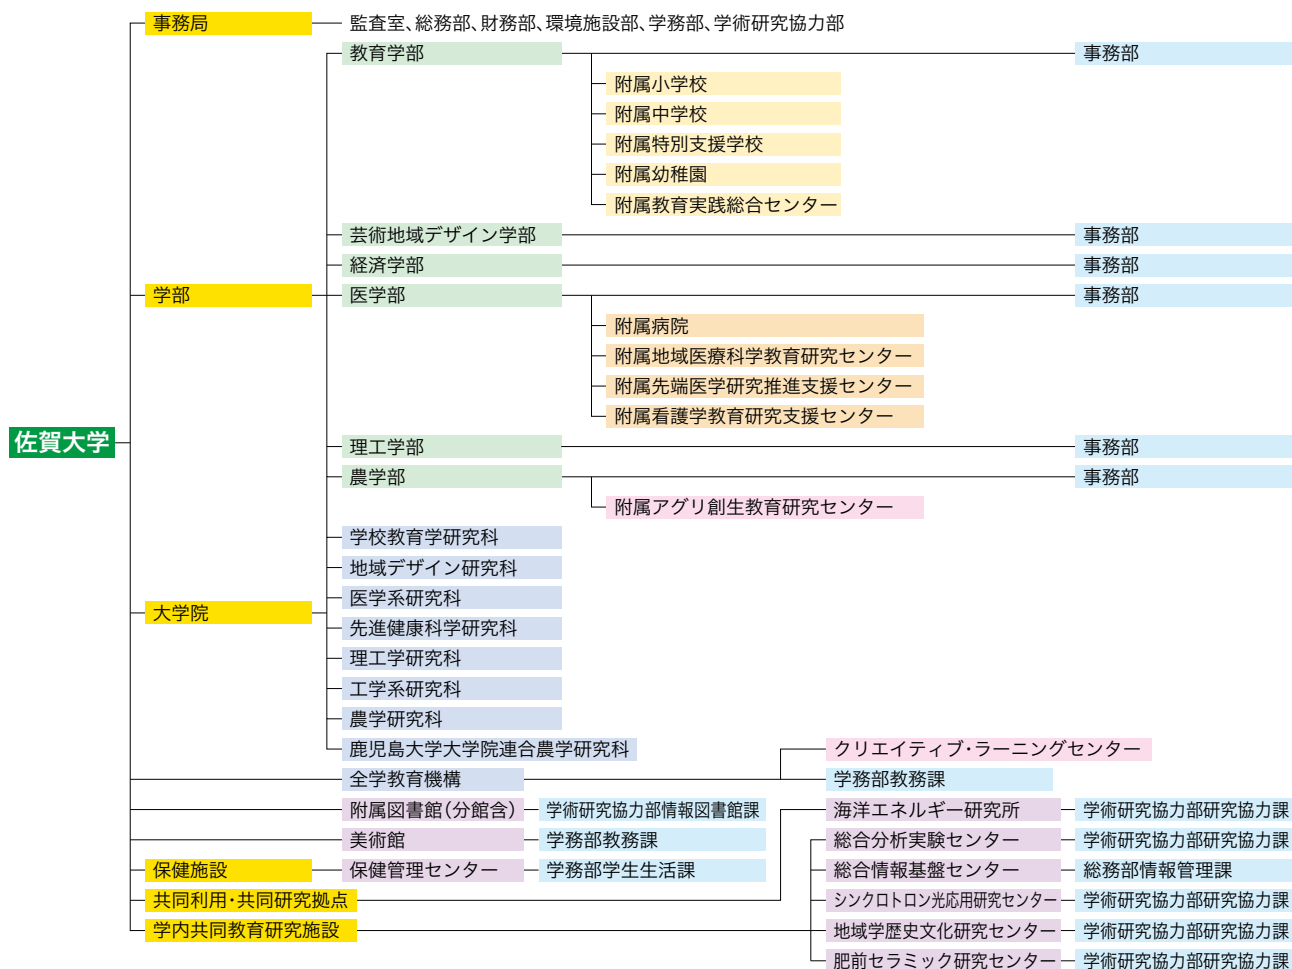 事務局
監査室、総務部、財務部、環境施設部、学務部、学術研究協力部
教育学部
事務部
附属小学校
附属中学校
附属特別支援学校
附属幼稚園
附属教育実践総合センター
芸術地域デザイン学部
事務部
経済学部
事務部
学部
医学部
事務部
附属病院
附属地域医療科学教育研究センター
附属先端医学研究推進支援センター
附属看護学教育研究支援センター
佐賀大学
理工学部
事務部
農学部
事務部
附属アグリ創生教育研究センター
学校教育学研究科
地域デザイン研究科
医学系研究科
大学院
先進健康科学研究科
理工学研究科
工学系研究科
農学研究科
鹿児島大学大学院連合農学研究科
クリエイティブ・ラーニングセンター
全学教育機構
学務部教務課
附属図書館（分館含）
学術研究協力部情報図書館課
海洋エネルギー研究所
学術研究協力部研究協力課
美術館
学務部教務課
総合分析実験センター
学術研究協力部研究協力課
保健施設
保健管理センター
学務部学生生活課
総合情報基盤センター
総務部情報管理課
共同利用・共同研究拠点
シンクロトロン光応用研究センター
学術研究協力部研究協力課
学内共同教育研究施設
地域学歴史文化研究センター
学術研究協力部研究協力課
肥前セラミック研究センター
学術研究協力部研究協力課